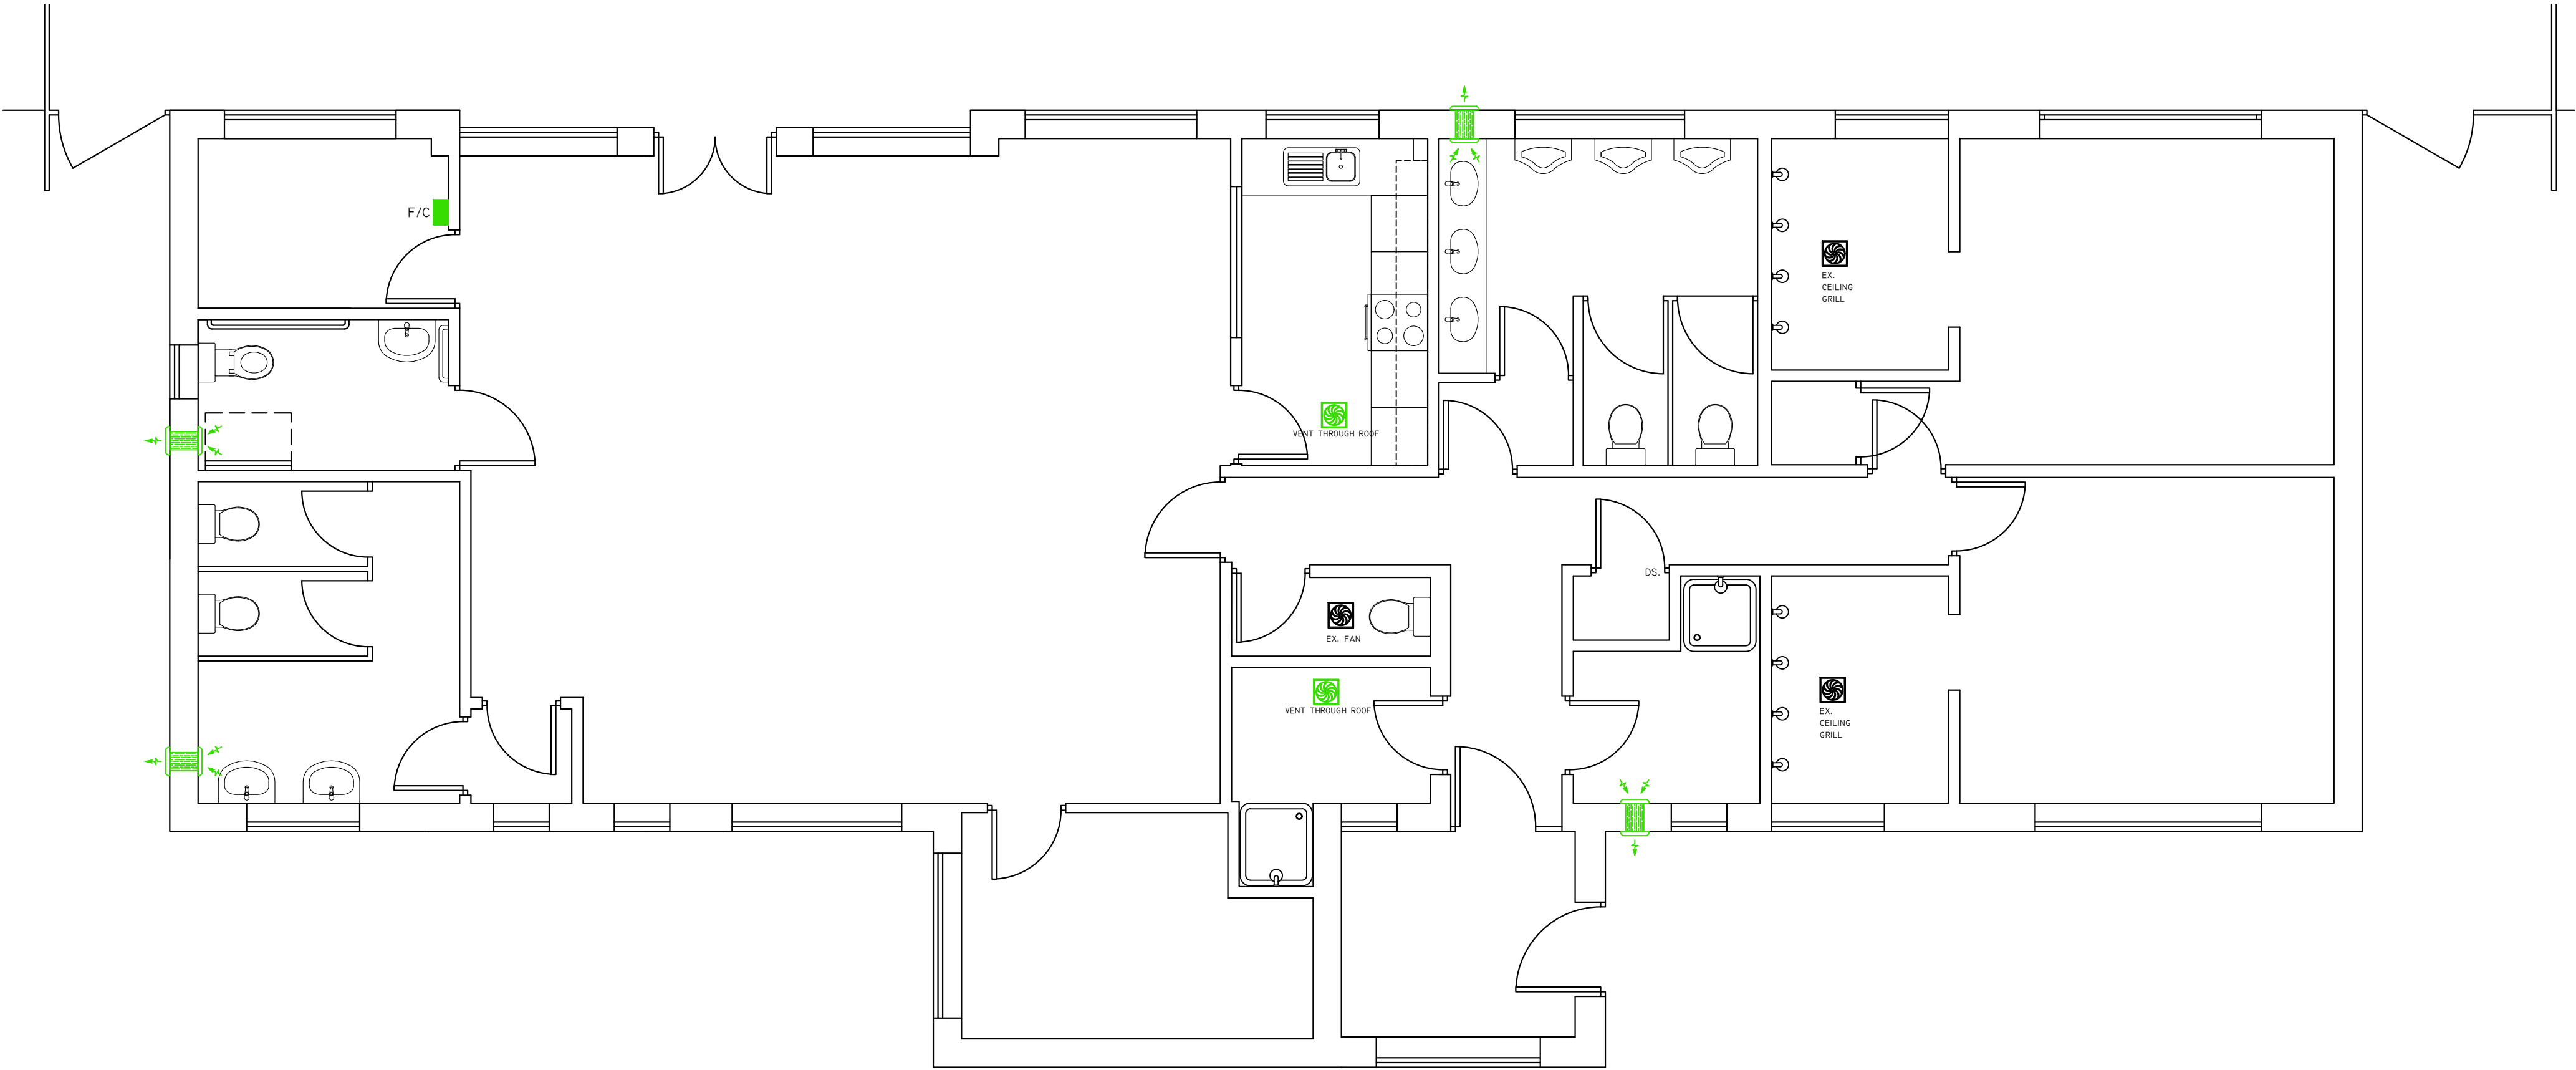 F/C
EX.
CEILING
GRILL
VENT THROUGH ROOF
DS.
EX. FAN
VENT THROUGH ROOF
EX.
CEILING
GRILL